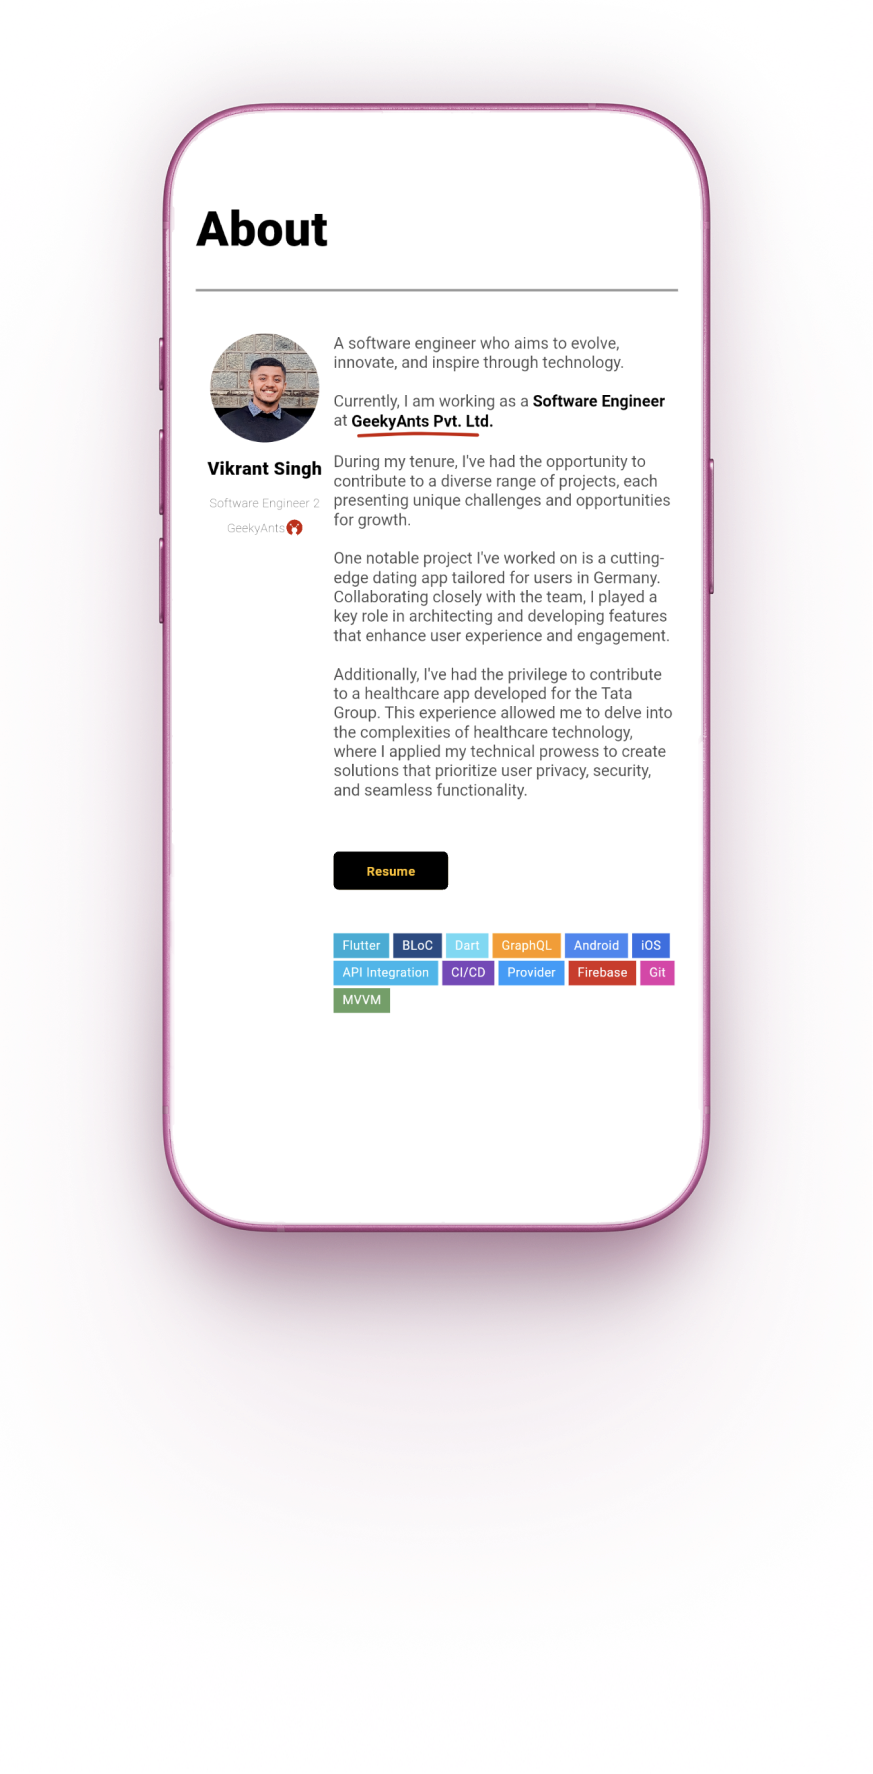 About
Vikrant Singh
Software Engineer 2
GeekyAnts
A software engineer who aims to evolve,
innovate, and inspire through technology.
Currently, I am working as a Software Engineer
at GeekyAnts Pvt. Ltd.
During my tenure, I've had the opportunity to
contribute to a diverse range of projects, each
presenting unique challenges and opportunities
for growth.
One notable project I've worked on is a cutting-
edge dating app tailored for users in Germany.
Collaborating closely with the team, I played a
key role in architecting and developing features
that enhance user experience and engagement.
Additionally, I've had the privilege to contribute
to a healthcare app developed for the Tata
Group. This experience allowed me to delve into
the complexities of healthcare technology,
where I applied my technical prowess to create
solutions that prioritize user privacy, security,
and seamless functionality.
Resume
Flutter BLoC Dart GraphQL Android iOS
API Integration CI/CD Provider Firebase Git
MVVM